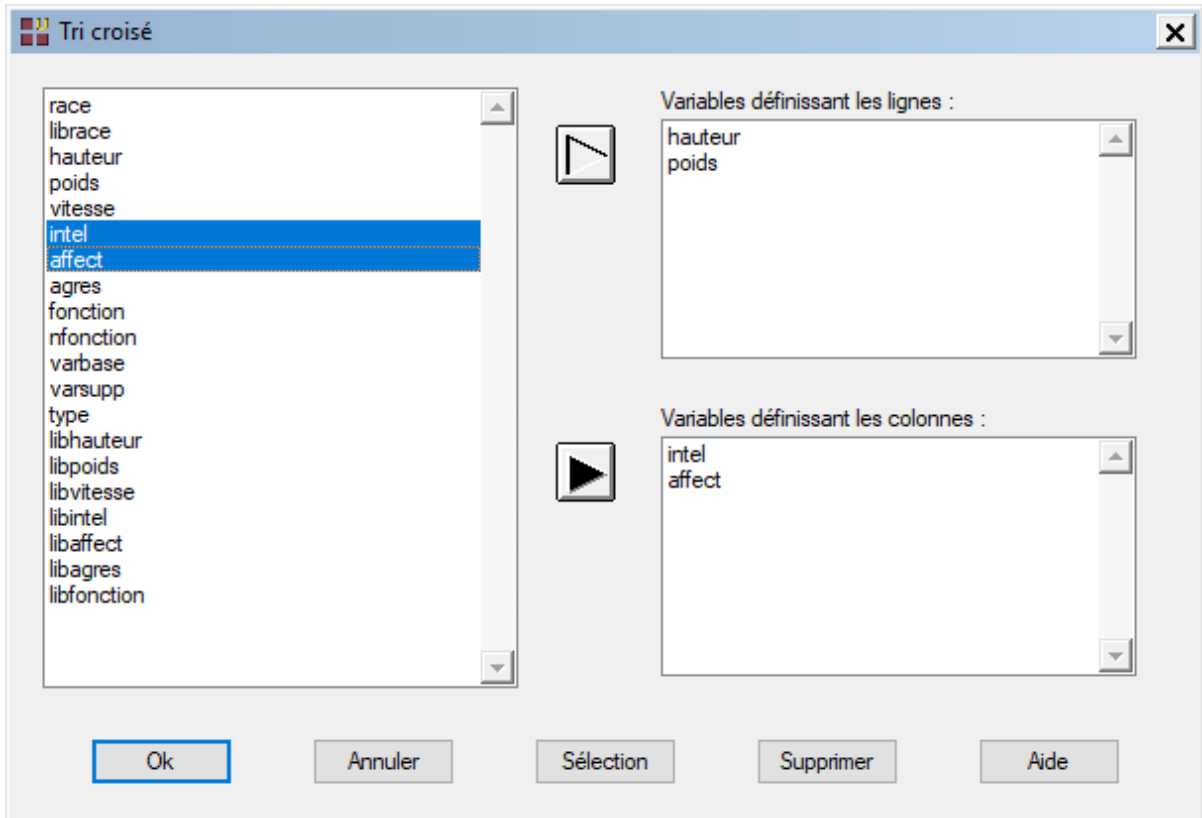 Tri croisé
race
librace
hauteur
poids
vitesse
intel
affect
agres
fonction
nfonction
varbase
varsupp
type
libhauteur
libpoids
libvitesse
libintel
libaffect
libagres
libfonction
Variables définissant les lignes :
hauteur
poids
Variables définissant les colonnes :
intel
affect
Ok
Annuler
Sélection
Supprimer
Aide